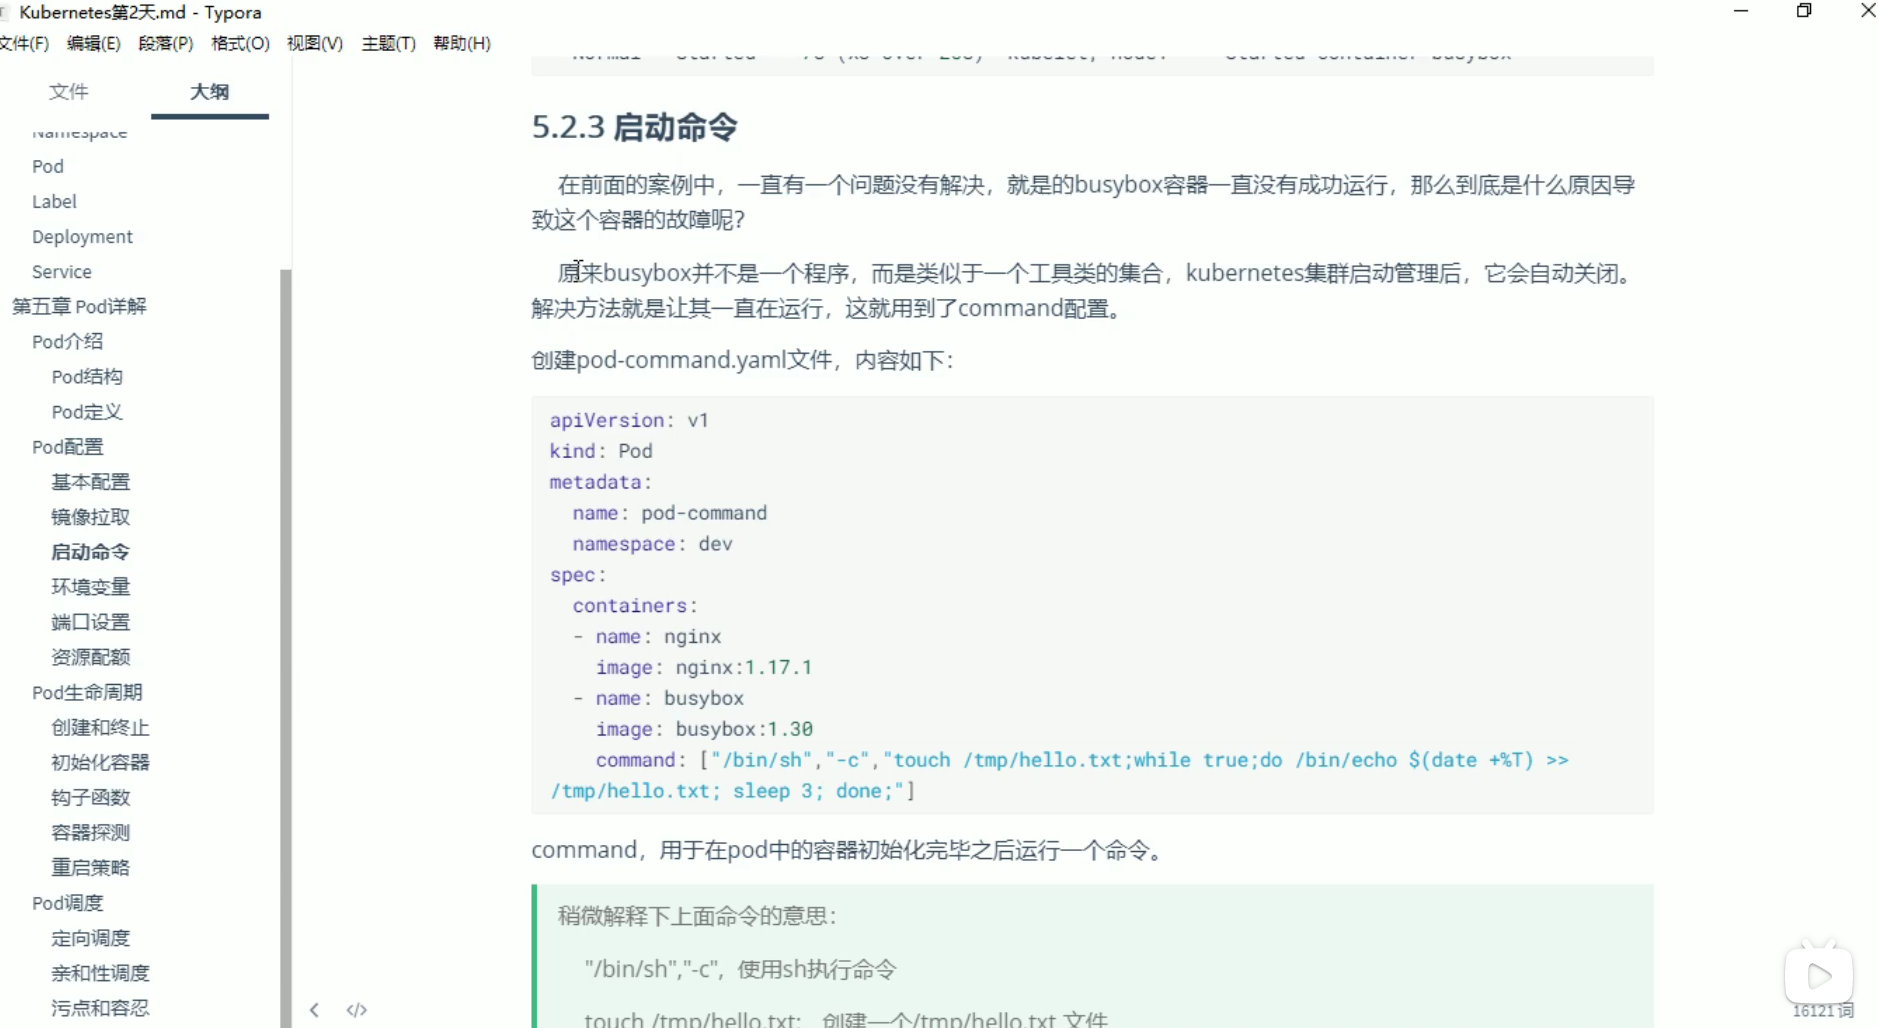 Kubernetes第2天.md - Typora
文件(F) 编辑(E) 段落(P) 格式(O) 视图(V) 主题(T) 帮助(H)
文件 大纲
Namespace
Pod
Label
Deployment
Service
第五章 Pod详解
Pod介绍
Pod结构
Pod定义
Pod配置
基本配置
镜像拉取
启动命令
环境变量
端口设置
资源配额
Pod生命周期
创建和终止
初始化容器
钩子函数
容器探测
重启策略
Pod调度
定向调度
亲和性调度
污点和容忍
5.2.3 启动命令
在前面的案例中，一直有一个问题没有解决，就是的busybox容器一直没有成功运行，那么到底是什么原因导
致这个容器的故障呢？
原来busybox并不是一个程序，而是类似于一个工具类的集合，kubernetes集群启动管理后，它会自动关闭。
解决方法就是让其一直在运行，这就用到了command配置。
创建pod-command.yaml文件，内容如下：
apiVersion: v1
kind: Pod
metadata:
  name: pod-command
  namespace: dev
spec:
  containers:
  - name: nginx
    image: nginx:1.17.1
  - name: busybox
    image: busybox:1.30
    command: ["/bin/sh","-c","touch /tmp/hello.txt;while true;do /bin/echo $(date +%T) >>
/tmp/hello.txt; sleep 3; done;"]
command，用于在pod中的容器初始化完毕之后运行一个命令。
稍微解释下上面命令的意思：
"/bin/sh","-c"，使用sh执行命令
touch /tmp/hello.txt; 创建一个/tmp/hello.txt 文件
16121 词